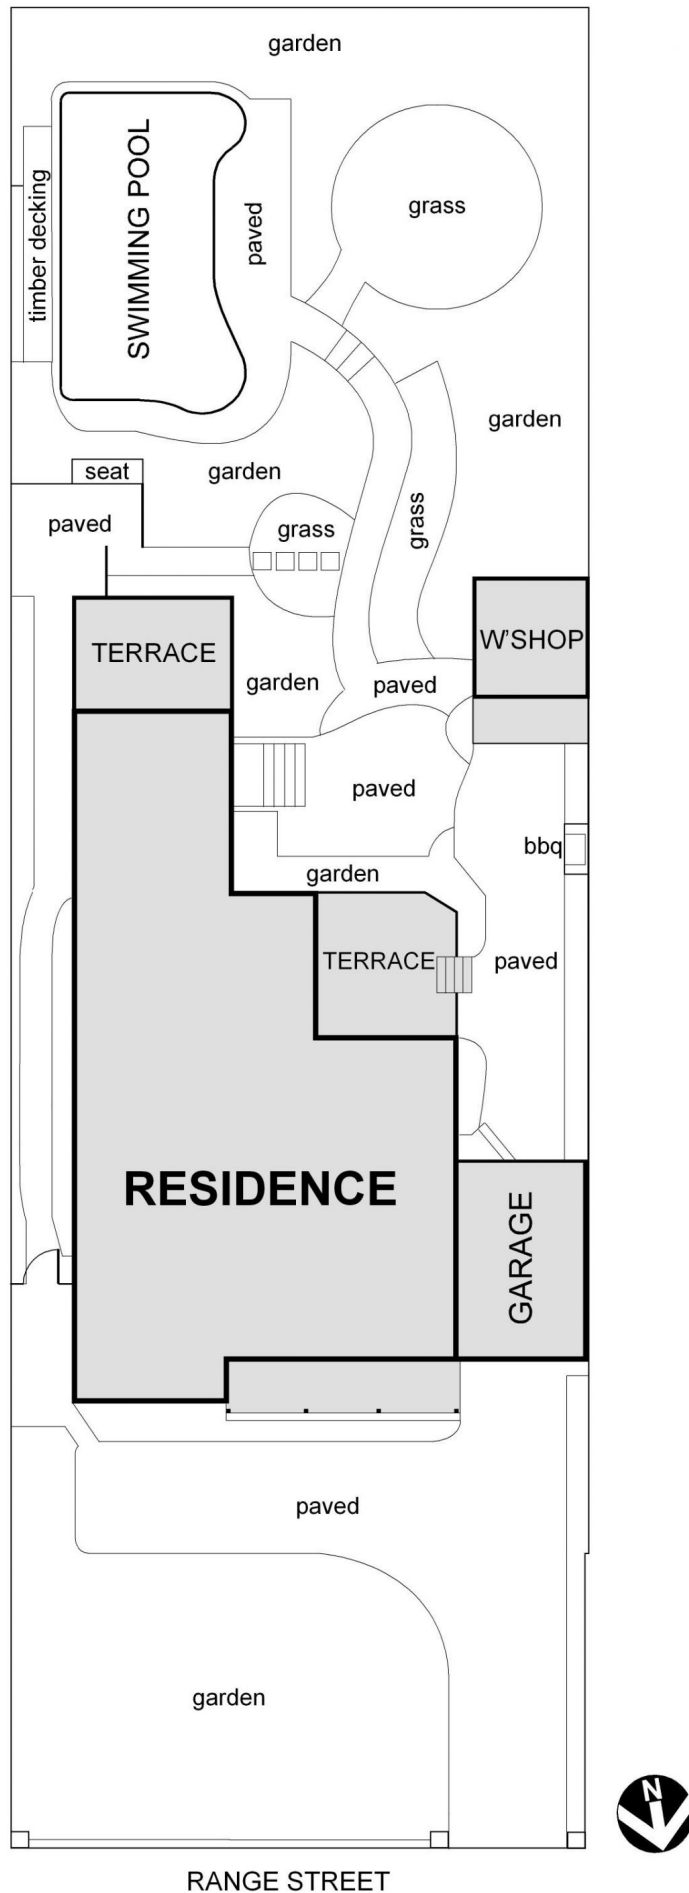 garden
SWIMMING POOL
timber decking
paved
grass
garden
garden
seat
paved
grass
grass
TERRACE
W'SHOP
garden
paved
paved
bbq
garden
TERRACE
paved
RESIDENCE
GARAGE
paved
garden
N
RANGE STREET